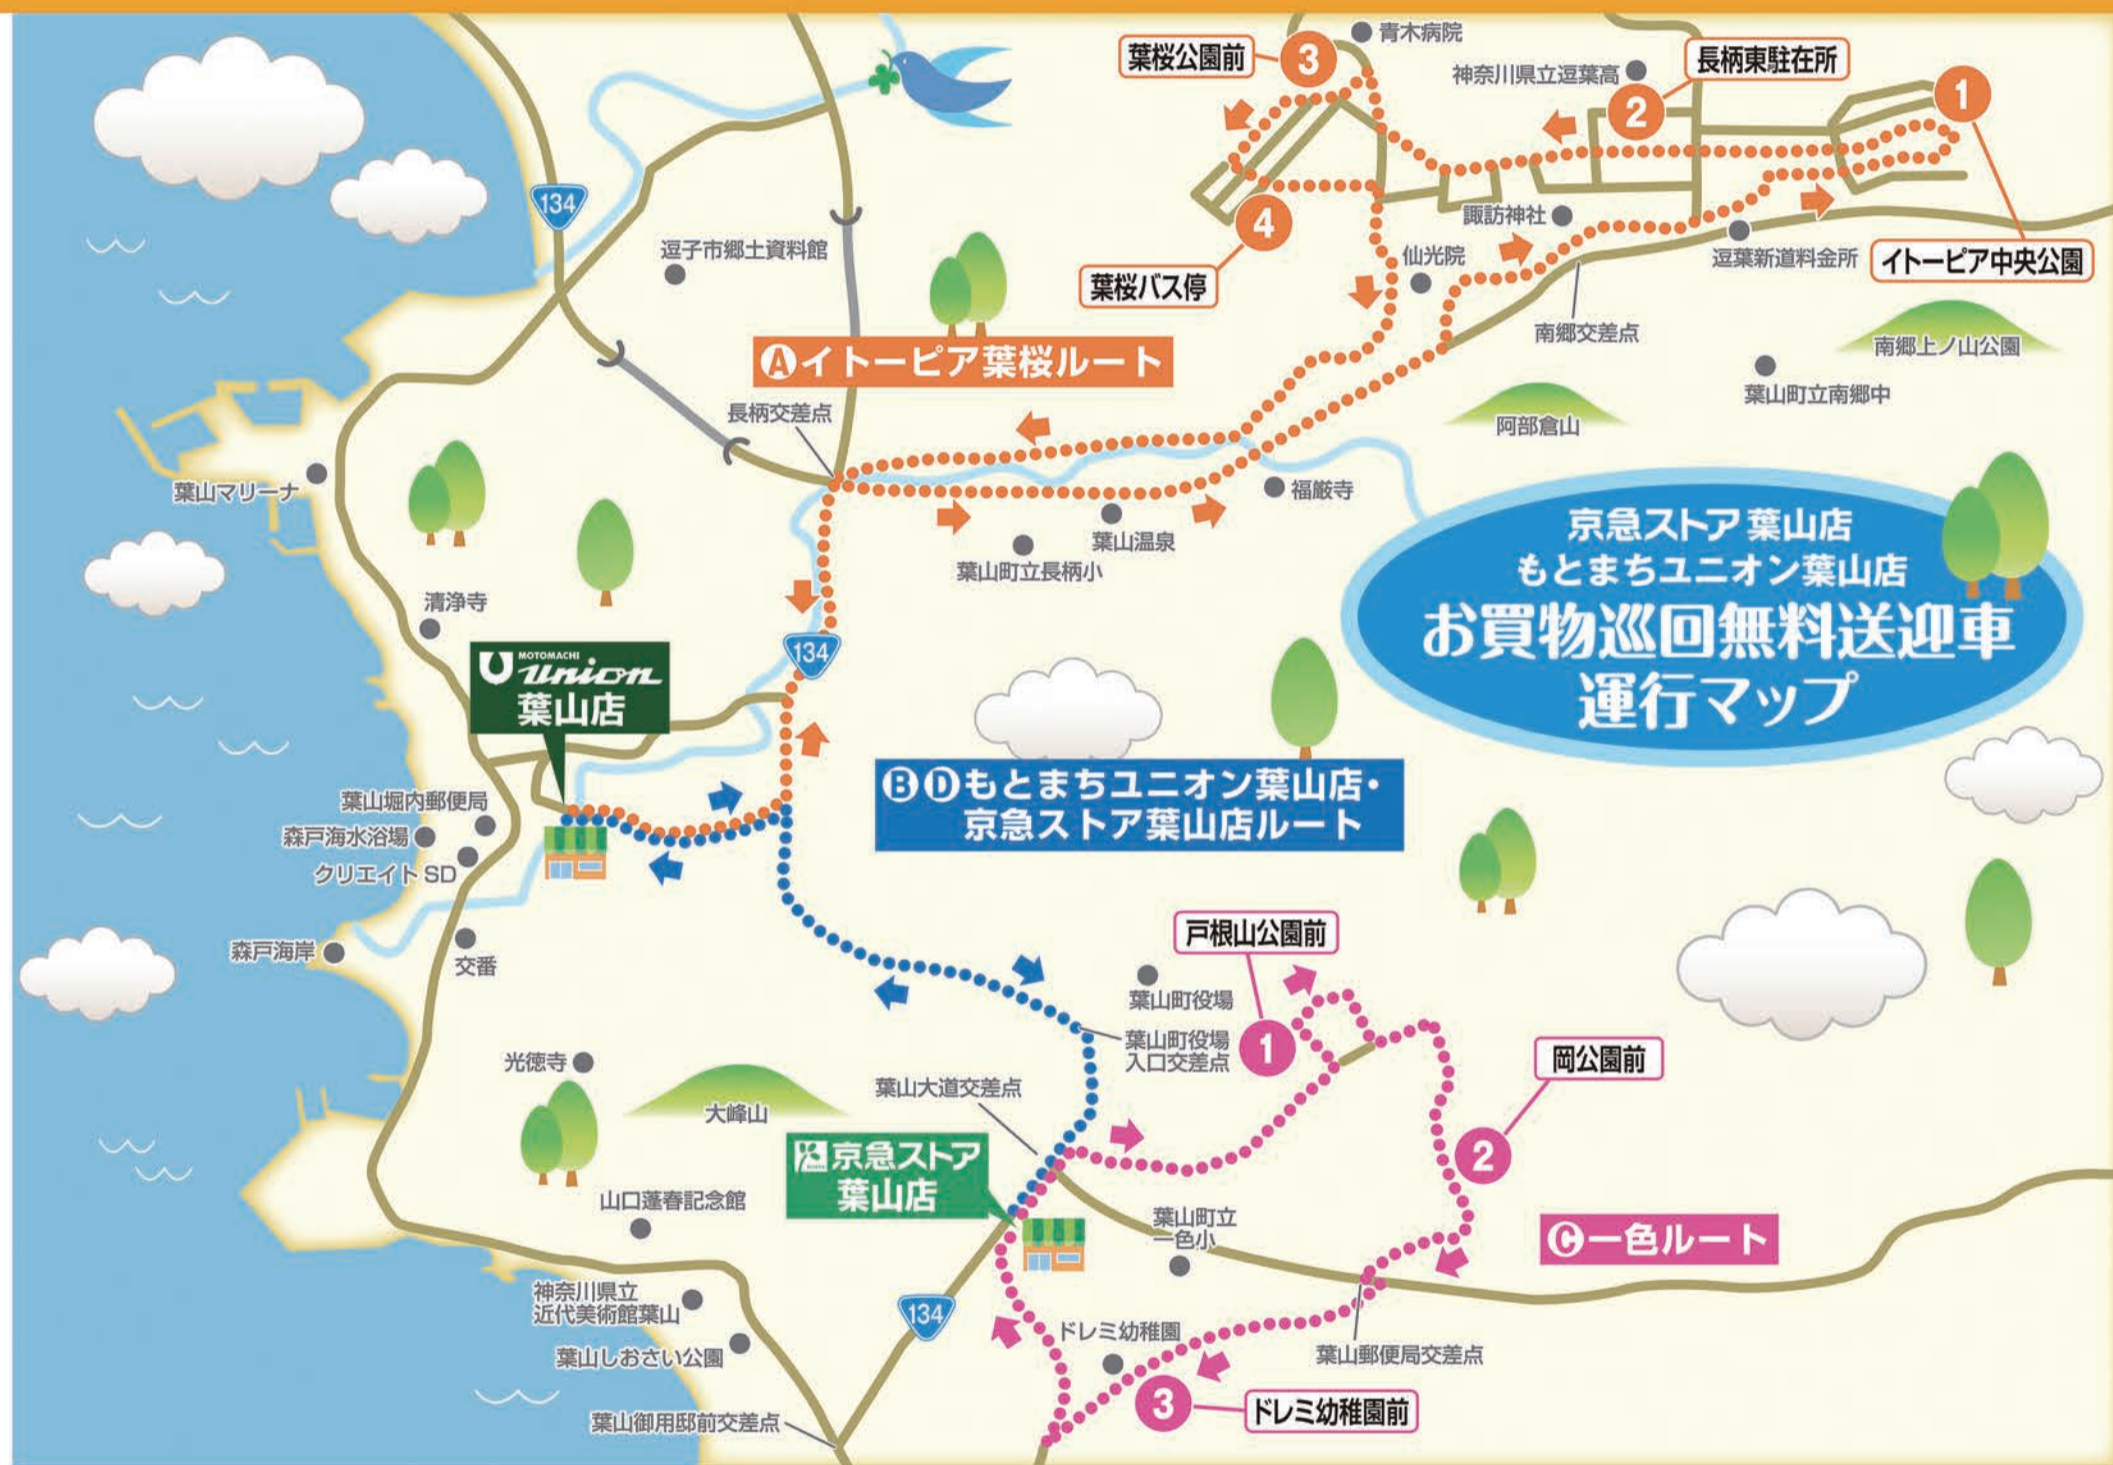 青木病院
葉桜公園前
3
神奈川県立逗葉高
長柄東駐在所
2
1
134
4
諏訪神社
仙光院
逗葉新道料金所
イトーピア中央公園
逗子市郷土資料館
葉桜バス停
南郷交差点
南郷上ノ山公園
葉山町立南郷中
Aイトーピア葉桜ルート
長柄交差点
阿部倉山
葉山マリーナ
福厳寺
葉山温泉
葉山町立長柄小
京急ストア 葉山店
もとまちユニオン葉山店
お買物巡回無料送迎車
運行マップ
清浄寺
134
MOTOMACHI
Union
葉山店
BDもとまちユニオン葉山店・
京急ストア葉山店ルート
葉山堀内郵便局
森戸海水浴場
クリエイト SD
森戸海岸
交番
戸根山公園前
葉山町役場
葉山町役場
入口交差点
1
岡公園前
光徳寺
大峰山
葉山大道交差点
2
京急ストア
葉山店
山口蓬春記念館
葉山町立
一色小
C一色ルート
神奈川県立
近代美術館葉山
134
ドレミ幼稚園
葉山郵便局交差点
葉山しおさい公園
3
ドレミ幼稚園前
葉山御用邸前交差点